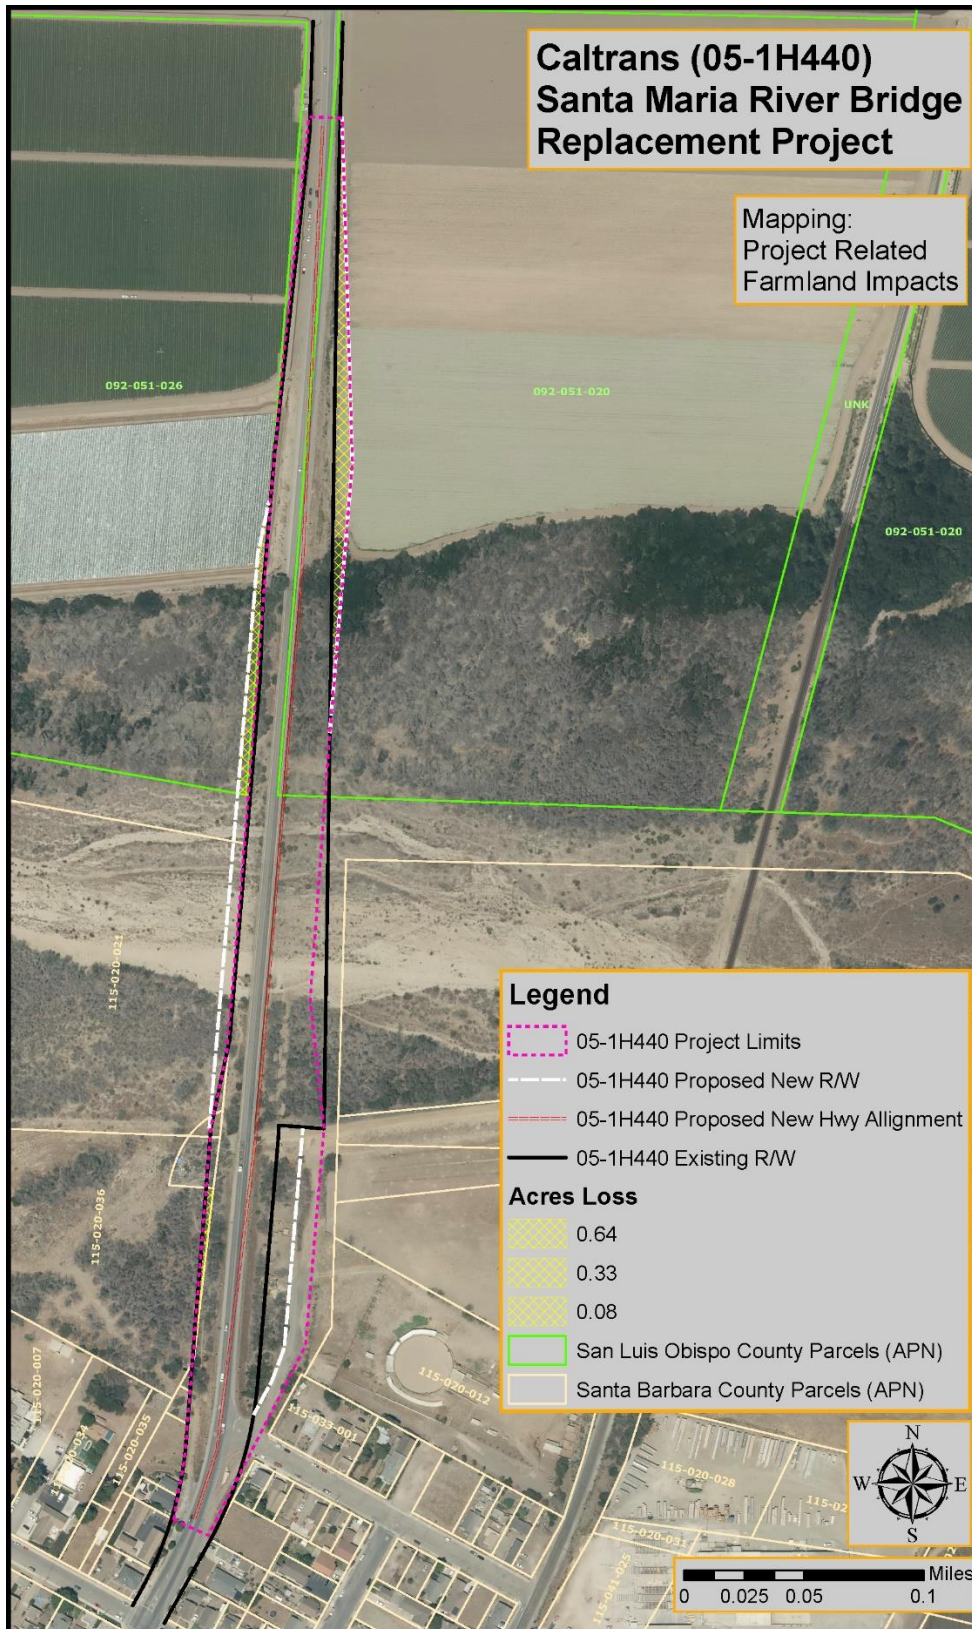 Caltrans (05-1H440)
Santa Maria River Bridge
Replacement Project
Mapping:
Project Related
Farmland Impacts
092-051-026
092-051-020
UNK
092-051-020
115-020-021
115-020-036
115-020-007
115-020-035
115-020-012
115-033-001
115-020-028
115-020-031
115-041-025
Legend
05-1H440 Project Limits
05-1H440 Proposed New R/W
05-1H440 Proposed New Hwy Allignment
05-1H440 Existing R/W
Acres Loss
0.64
0.33
0.08
San Luis Obispo County Parcels (APN)
Santa Barbara County Parcels (APN)
N
W E
S
Miles
0 0.025 0.05 0.1